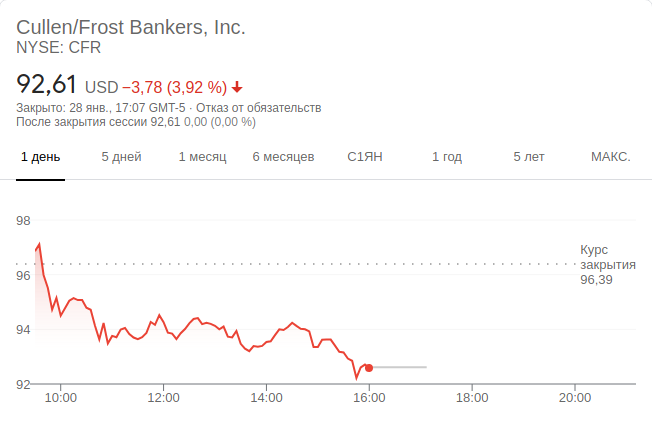 Cullen/Frost Bankers, Inc.
NYSE: CFR
92,61 USD −3,78 (3,92 %)
Закрыто: 28 янв., 17:07 GMT-5 · Отказ от обязательств
После закрытия сессии 92,61 0,00 (0,00 %)
1 день 5 дней 1 месяц 6 месяцев С1ЯН 1 год 5 лет МАКС.
98
Курс
закрытия
96,39
96
94
92
10:00 12:00 14:00 16:00 18:00 20:00